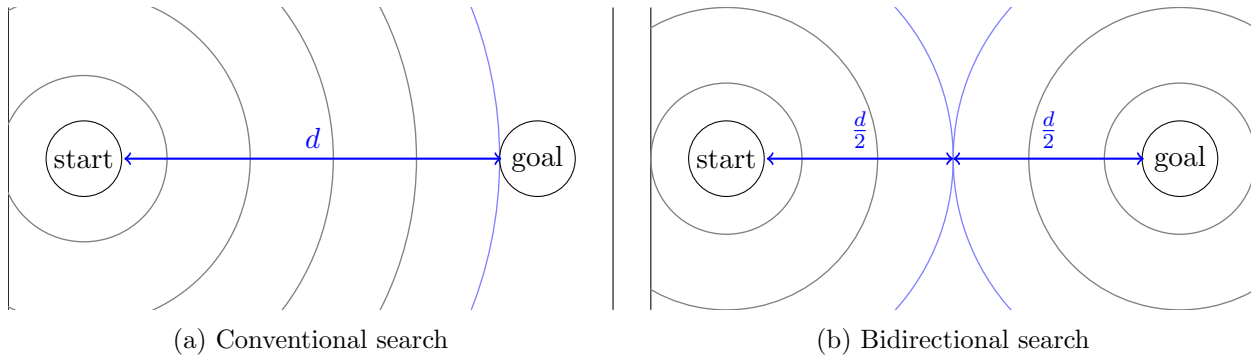 start
d
goal
start
d/2
d/2
goal
(a) Conventional search
(b) Bidirectional search